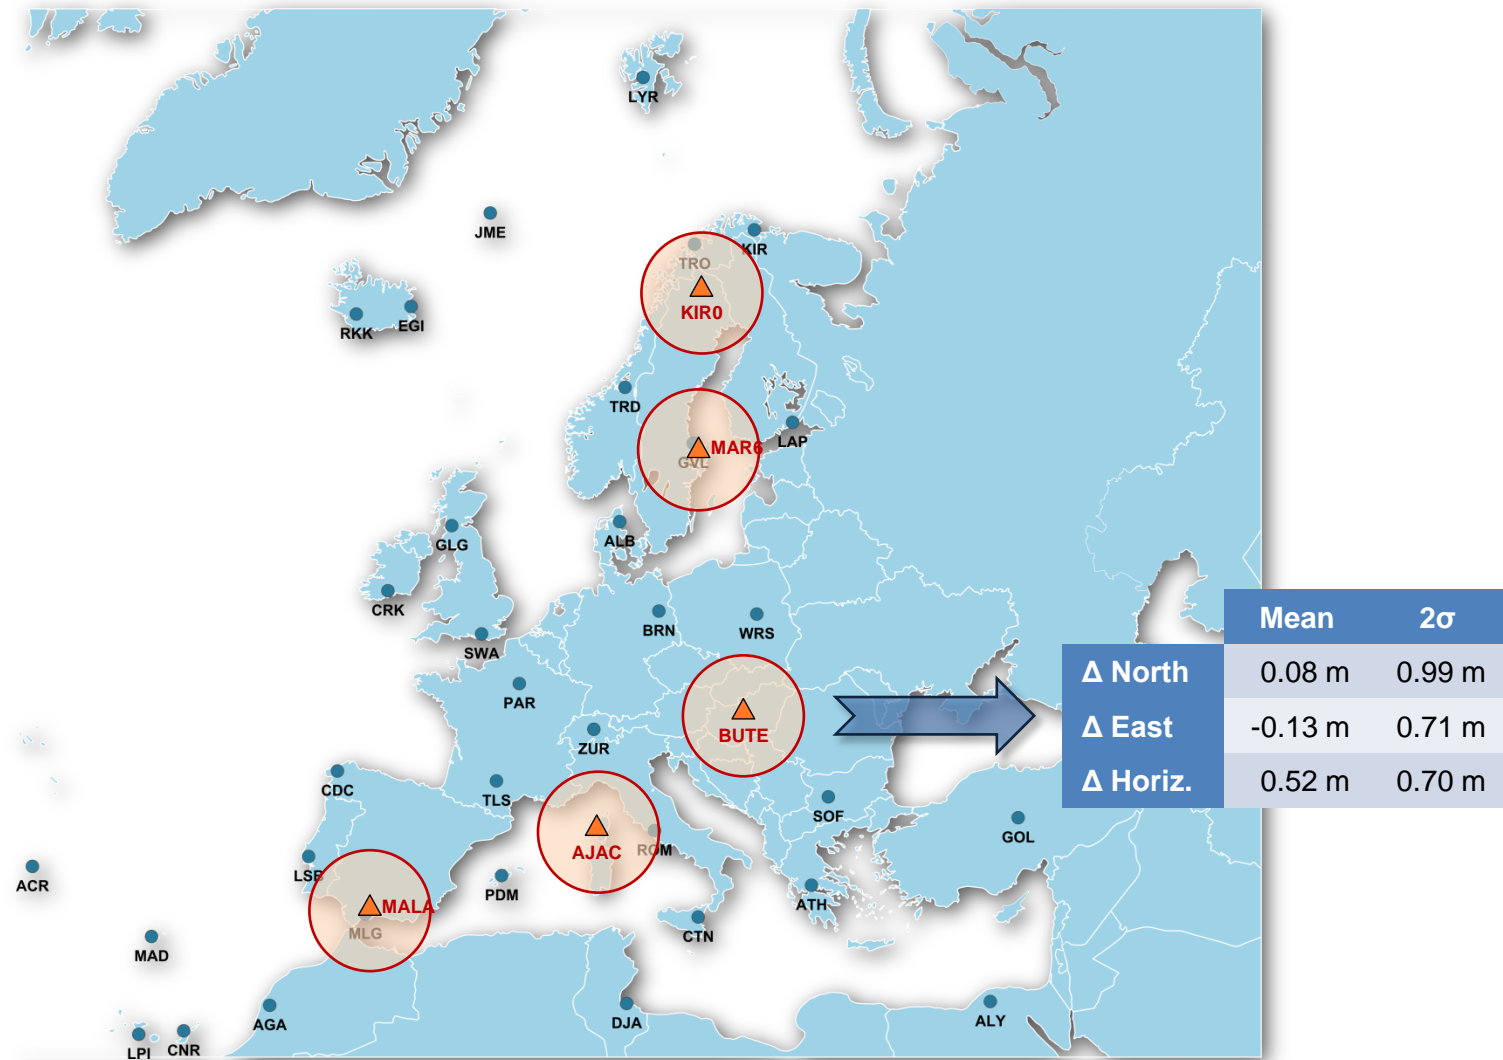 LYR
JME
KIR
TRO
KIR0
RKK
EGI
TRD
LAP
MAR6
GVL
ALB
GLG
CRK
BRN
WRS
SWA
PAR
BUTE
ZUR
CDC
TLS
SOF
GOL
AJAC
ROM
LSB
ACR
PDM
MALA
ATH
MLG
CTN
MAD
AGA
DJA
ALY
LPI
CNR
Mean 2σ
Δ North 0.08 m 0.99 m
Δ East -0.13 m 0.71 m
Δ Horiz. 0.52 m 0.70 m